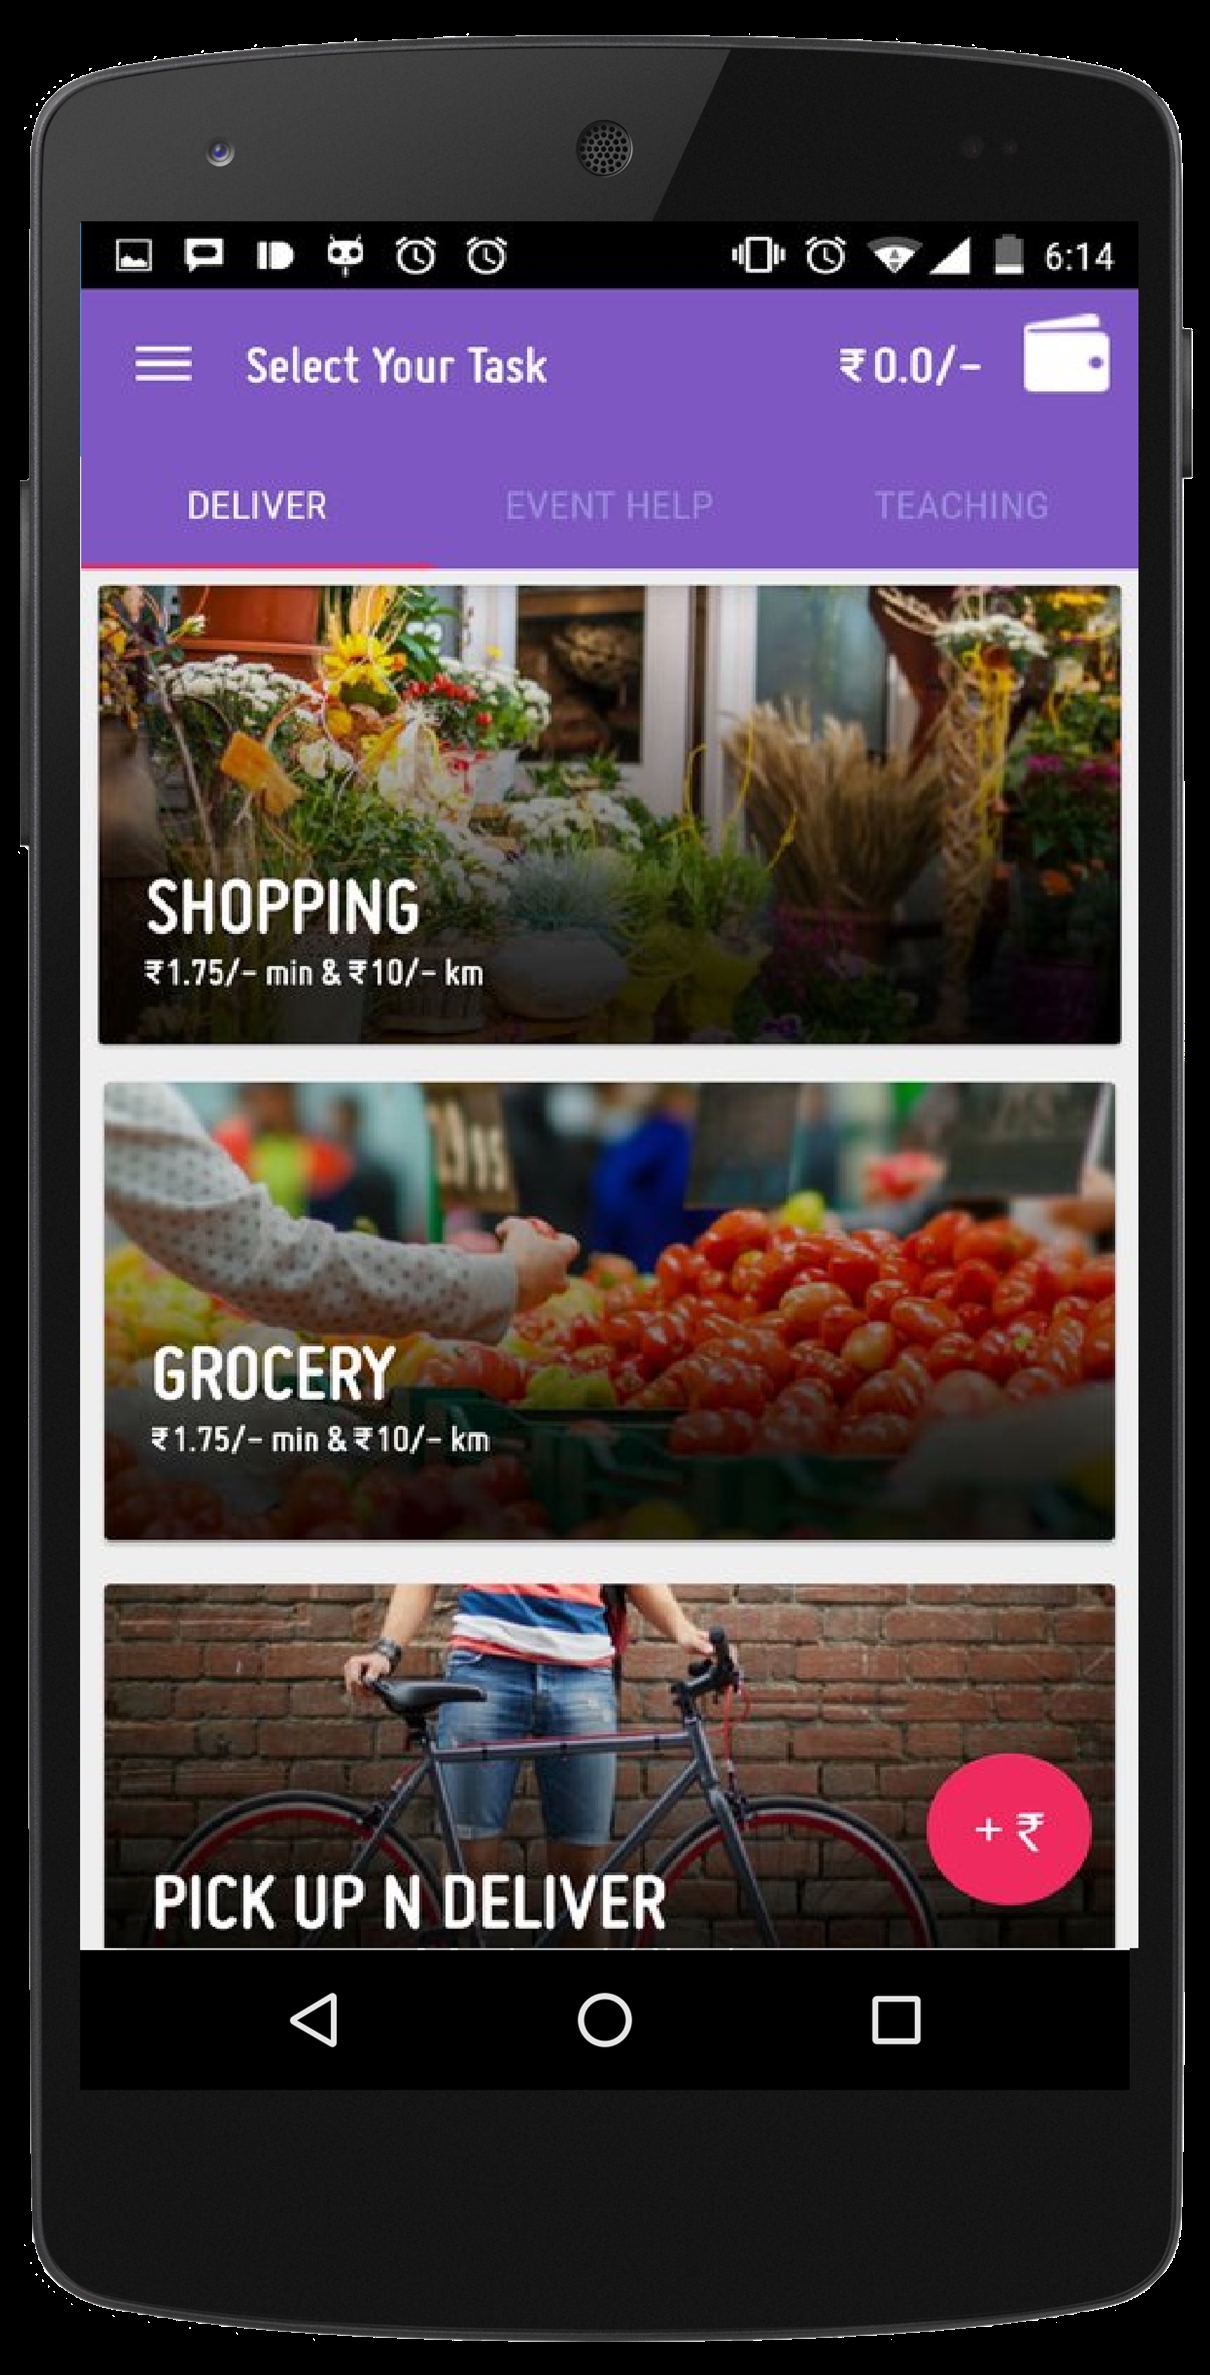 6:14
Select Your Task ₹0.0/-
DELIVER EVENT HELP TEACHING
SHOPPING
₹1.75/- min & ₹10/- km
GROCERY
₹1.75/- min & ₹10/- km
+ ₹
PICK UP N DELIVER